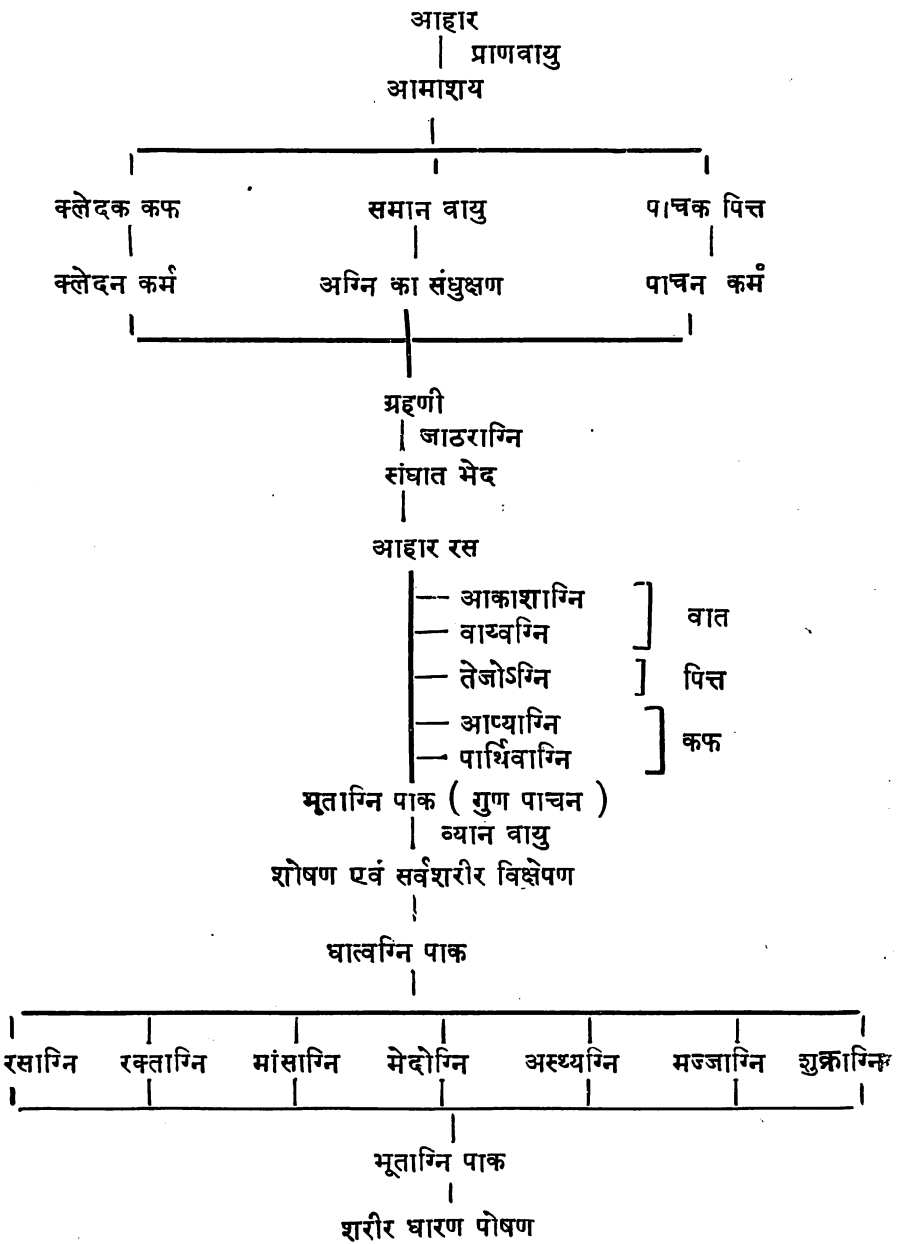 आहार
प्राणवायु
आमाशय
क्लेदक कफ समान वायु पाचक पित्त
क्लेदन कर्म अग्नि का संधुक्षण पाचन कर्म
ग्रहणी
जाठराग्नि
संघात भेद
आहार रस
आकाशाग्नि
वाय्वग्नि
वात
तेजोऽग्नि ] पित्त
आप्याग्नि
पार्थिवाग्नि
कफ
भूताग्नि पाक ( गुण पाचन )
व्यान वायु
शोषण एवं सर्वशरीर विक्षेपण
धात्वग्नि पाक
रसाग्नि रक्ताग्नि मांसाग्नि मेदोग्नि अस्थ्यग्नि मज्जाग्नि शुक्राग्नि
भूताग्नि पाक
शरीर धारण पोषण